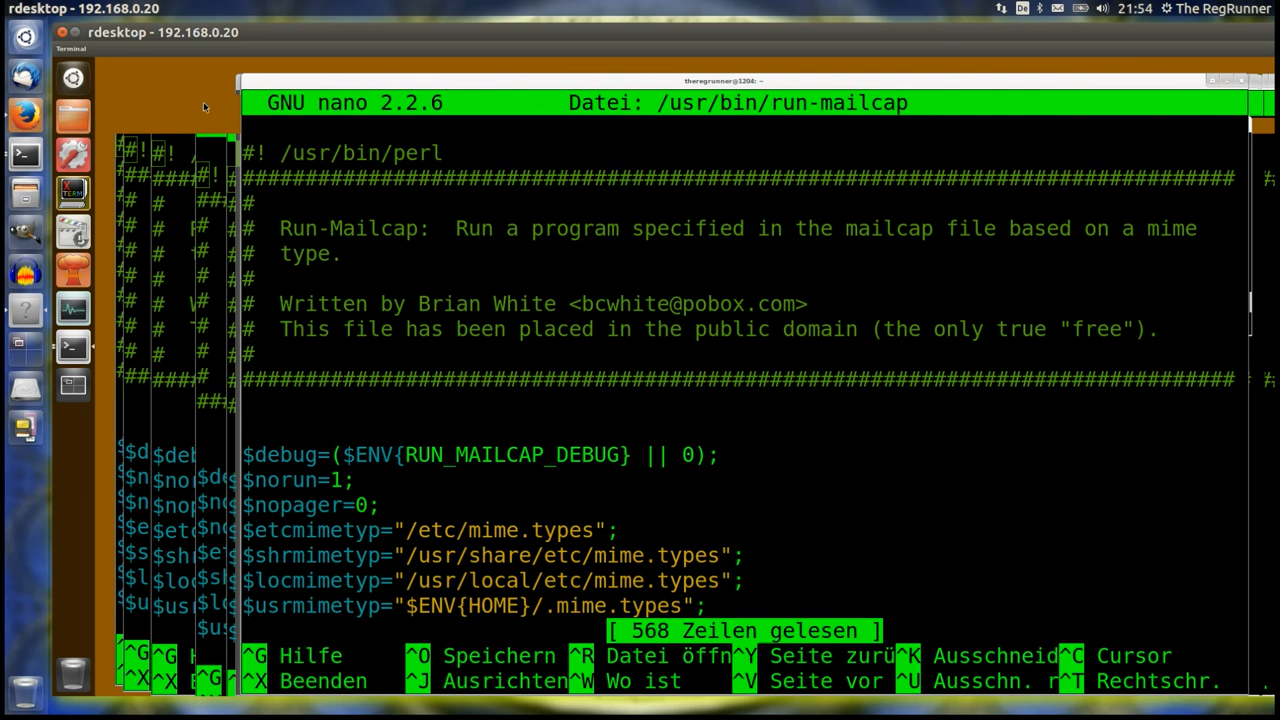 rdesktop - 192.168.0.20
De
21:54
The RegRunner
rdesktop - 192.168.0.20
Terminal
theregrunner@1204: ~
GNU nano 2.2.6 Datei: /usr/bin/run-mailcap
#! /usr/bin/perl
###############################################################################
#
# Run-Mailcap: Run a program specified in the mailcap file based on a mime
# type.
#
# Written by Brian White <bcwhite@pobox.com>
# This file has been placed in the public domain (the only true "free").
#
###############################################################################
$debug=($ENV{RUN_MAILCAP_DEBUG} || 0);
$norun=1;
$nopager=0;
$etcmimetyp="/etc/mime.types";
$shrmimetyp="/usr/share/etc/mime.types";
$locmimetyp="/usr/local/etc/mime.types";
$usrmimetyp="$ENV{HOME}/.mime.types";
[ 568 Zeilen gelesen ]
^G Hilfe ^O Speichern ^R Datei öffn^Y Seite zurü^K Ausschneid^C Cursor
^X Beenden ^J Ausrichten^W Wo ist ^V Seite vor ^U Ausschn. r^T Rechtschr.